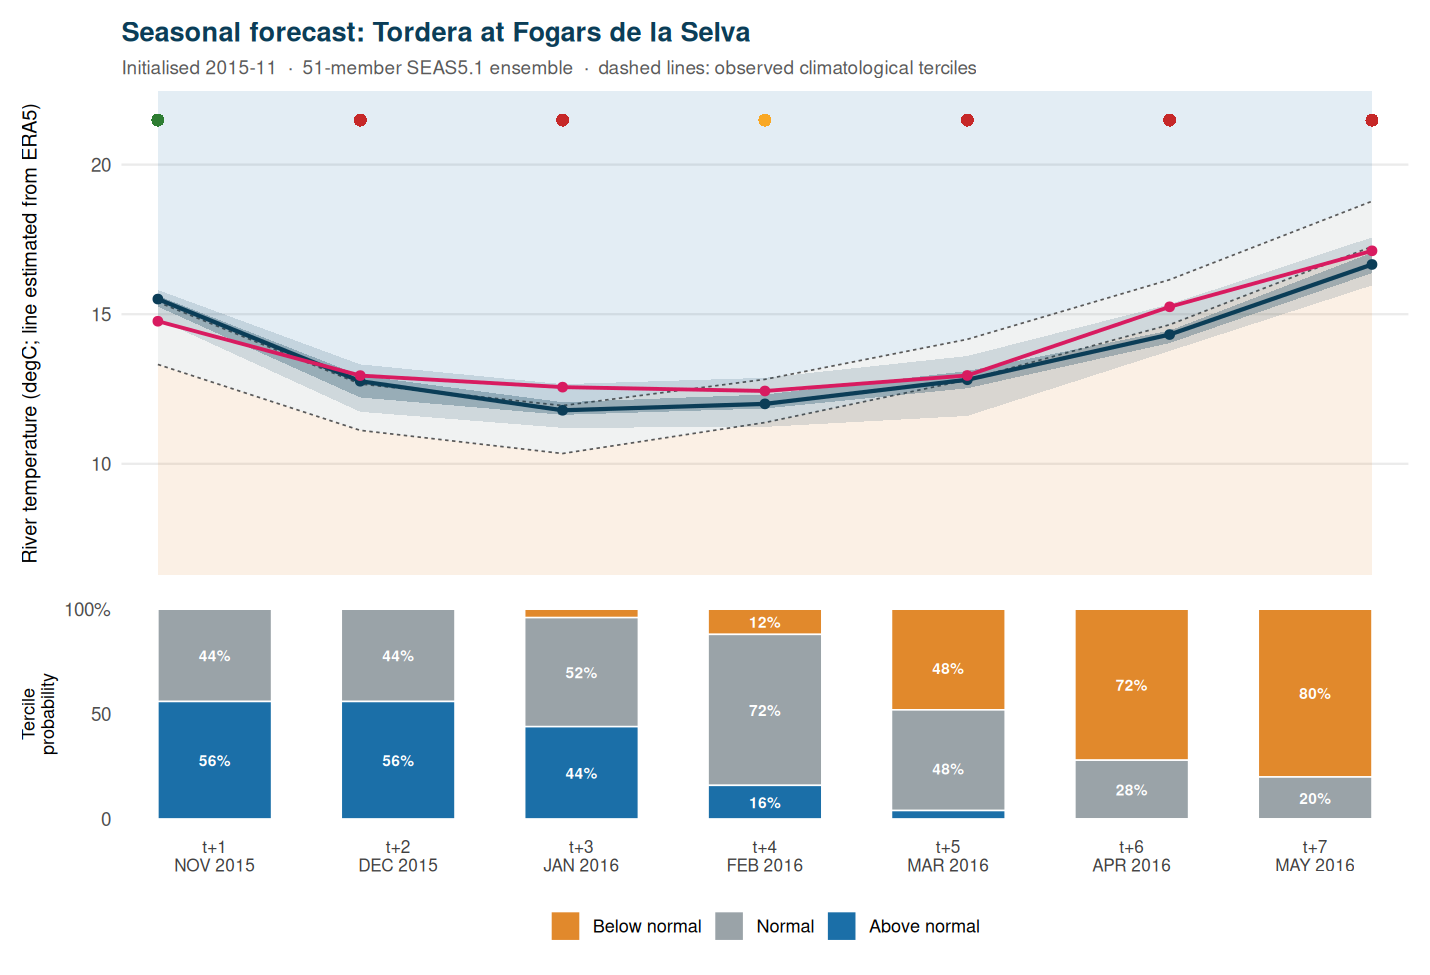 Seasonal forecast: Tordera at Fogars de la Selva
Initialised 2015-11 · 51-member SEAS5.1 ensemble · dashed lines: observed climatological terciles
River temperature (degC; line estimated from ERA5)
20
15
10
Tercile
probability
100%
50
0
44%
56%
44%
56%
52%
44%
12%
72%
16%
48%
48%
72%
28%
80%
20%
t+1
NOV 2015
t+2
DEC 2015
t+3
JAN 2016
t+4
FEB 2016
t+5
MAR 2016
t+6
APR 2016
t+7
MAY 2016
Below normal
Normal
Above normal